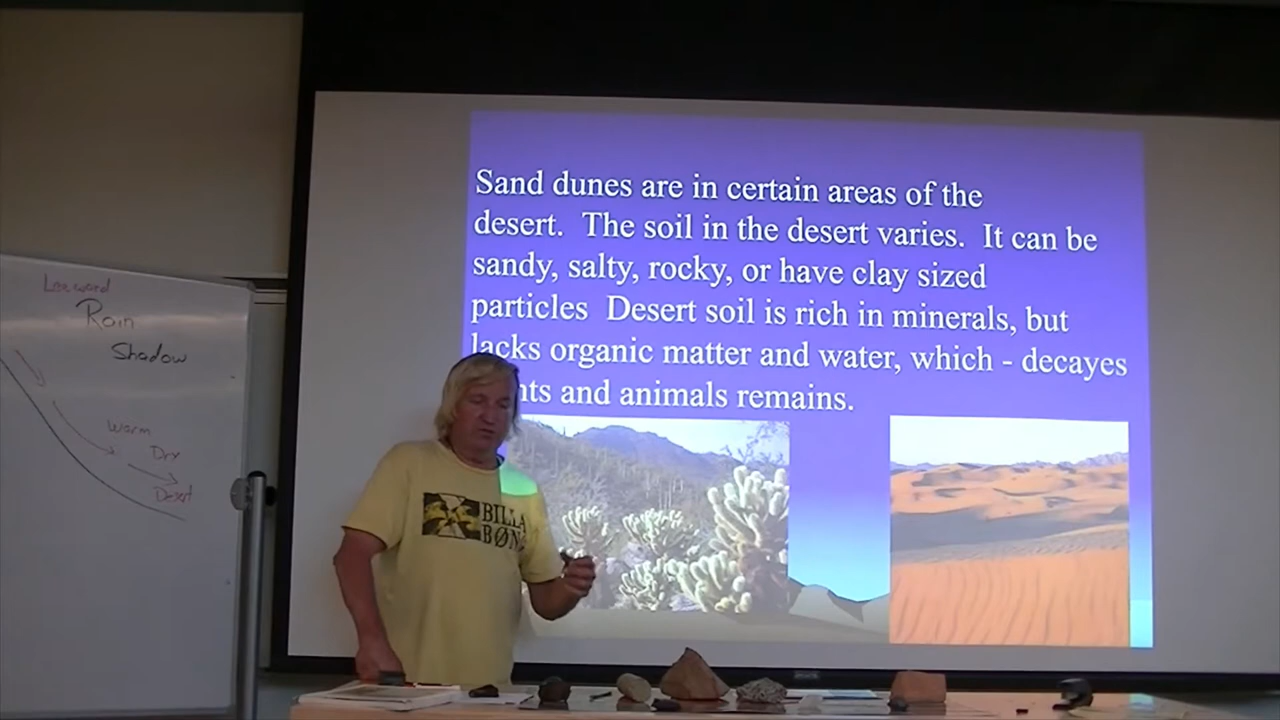 Sand dunes are in certain areas of the
desert. The soil in the desert varies. It can be
sandy, salty, rocky, or have clay sized
particles Desert soil is rich in minerals, but
lacks organic matter and water, which - decayes
nts and animals remains.
Leeward
Rain
Shadow
Warm
Dry
Desert
BILLA
BØN